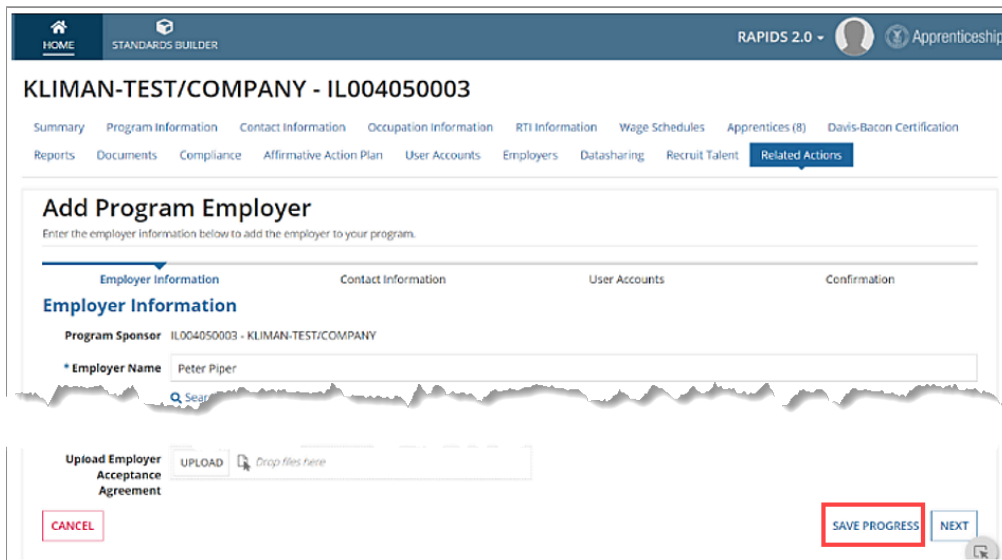 HOME STANDARDS BUILDER RAPIDS 2.0 Apprenticeship
KLIMAN-TEST/COMPANY - IL004050003
Summary Program Information Contact Information Occupation Information RTI Information Wage Schedules Apprentices (8) Davis-Bacon Certification
Reports Documents Compliance Affirmative Action Plan User Accounts Employers Datasharing Recruit Talent Related Actions
Add Program Employer
Enter the employer information below to add the employer to your program.
Employer Information Contact Information User Accounts Confirmation
Employer Information
Program Sponsor IL004050003 - KLIMAN-TEST/COMPANY
* Employer Name Peter Piper
Upload Employer Acceptance Agreement UPLOAD Drop files here
CANCEL SAVE PROGRESS NEXT